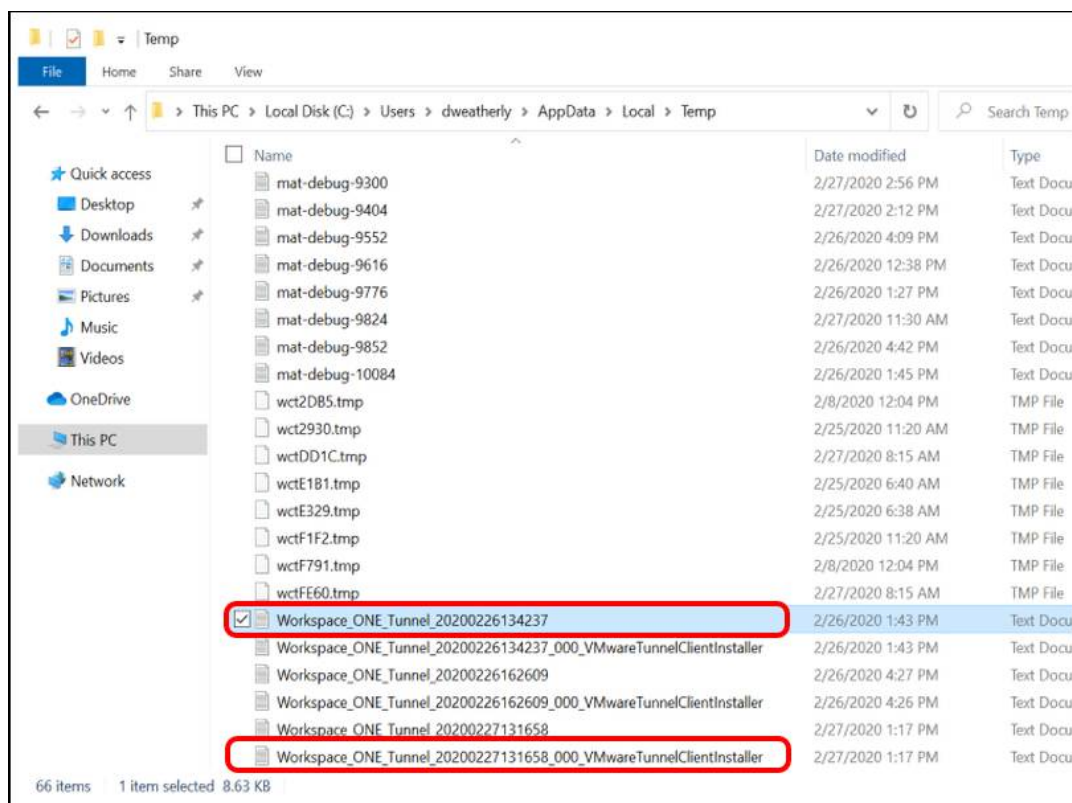 Temp
File Home Share View
This PC > Local Disk (C:) > Users > dweatherly > AppData > Local > Temp Search Temp
Name Date modified Type
Quick access
Desktop
Downloads
Documents
Pictures
Music
Videos
OneDrive
This PC
Network
mat-debug-9300 2/27/2020 2:56 PM Text Docu
mat-debug-9404 2/27/2020 2:12 PM Text Docu
mat-debug-9552 2/26/2020 4:09 PM Text Docu
mat-debug-9616 2/26/2020 12:38 PM Text Docu
mat-debug-9776 2/26/2020 1:27 PM Text Docu
mat-debug-9824 2/27/2020 11:30 AM Text Docu
mat-debug-9852 2/26/2020 4:42 PM Text Docu
mat-debug-10084 2/26/2020 1:45 PM Text Docu
wct2DB5.tmp 2/8/2020 12:04 PM TMP File
wct2930.tmp 2/25/2020 11:20 AM TMP File
wctDD1C.tmp 2/27/2020 8:15 AM TMP File
wctE1B1.tmp 2/25/2020 6:40 AM TMP File
wctE329.tmp 2/25/2020 6:38 AM TMP File
wctF1F2.tmp 2/25/2020 11:20 AM TMP File
wctF791.tmp 2/8/2020 12:04 PM TMP File
wctFE60.tmp 2/27/2020 8:15 AM TMP File
Workspace_ONE_Tunnel_20200226134237 2/26/2020 1:43 PM Text Docu
Workspace_ONE_Tunnel_20200226134237_000_VMwareTunnelClientInstaller 2/26/2020 1:43 PM Text Docu
Workspace_ONE_Tunnel_20200226162609 2/26/2020 4:27 PM Text Docu
Workspace_ONE_Tunnel_20200226162609_000_VMwareTunnelClientInstaller 2/26/2020 4:26 PM Text Docu
Workspace_ONE_Tunnel_20200227131658 2/27/2020 1:17 PM Text Docu
Workspace_ONE_Tunnel_20200227131658_000_VMwareTunnelClientInstaller 2/27/2020 1:17 PM Text Docu
66 items 1 item selected 8.63 KB